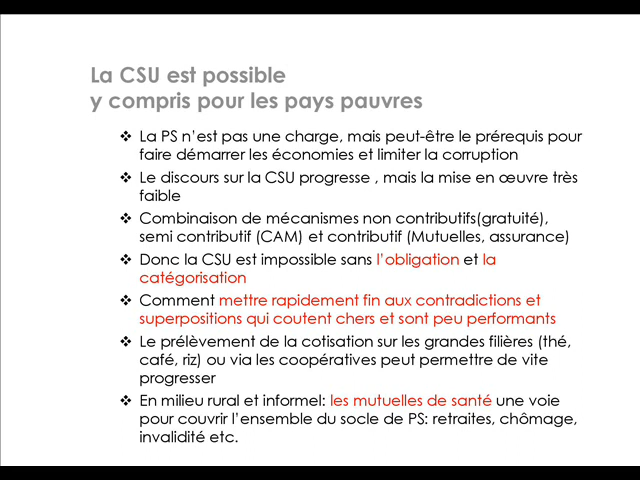 La CSU est possible
y compris pour les pays pauvres
❖ La PS n’est pas une charge, mais peut-être le prérequis pour
faire démarrer les économies et limiter la corruption
❖ Le discours sur la CSU progresse , mais la mise en œuvre très
faible
❖ Combinaison de mécanismes non contributifs(gratuité),
semi contributif (CAM) et contributif (Mutuelles, assurance)
❖ Donc la CSU est impossible sans l’obligation et la
catégorisation
❖ Comment mettre rapidement fin aux contradictions et
superpositions qui coutent chers et sont peu performants
❖ Le prélèvement de la cotisation sur les grandes filières (thé,
café, riz) ou via les coopératives peut permettre de vite
progresser
❖ En milieu rural et informel: les mutuelles de santé une voie
pour couvrir l’ensemble du socle de PS: retraites, chômage,
invalidité etc.